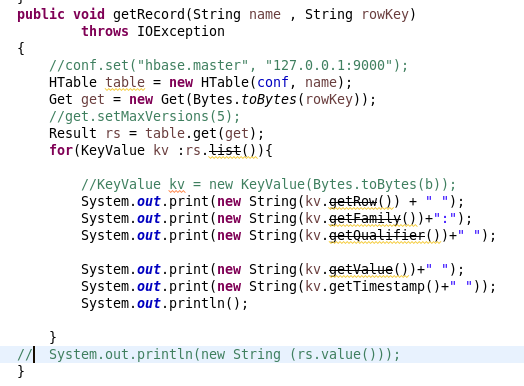 }
public void getRecord(String name , String rowKey)
        throws IOException
{
    //conf.set("hbase.master", "127.0.0.1:9000");
    HTable table = new HTable(conf, name);
    Get get = new Get(Bytes.toBytes(rowKey));
    //get.setMaxVersions(5);
    Result rs = table.get(get);
    for(KeyValue kv :rs.list()){
        //KeyValue kv = new KeyValue(Bytes.toBytes(b));
        System.out.print(new String(kv.getRow()) + " ");
        System.out.print(new String(kv.getFamily())+":");
        System.out.print(new String(kv.getQualifier())+" ");
        System.out.print(new String(kv.getValue())+" ");
        System.out.print(new String(kv.getTimestamp()+" "));
        System.out.println();
    }
//  System.out.println(new String (rs.value()));
}